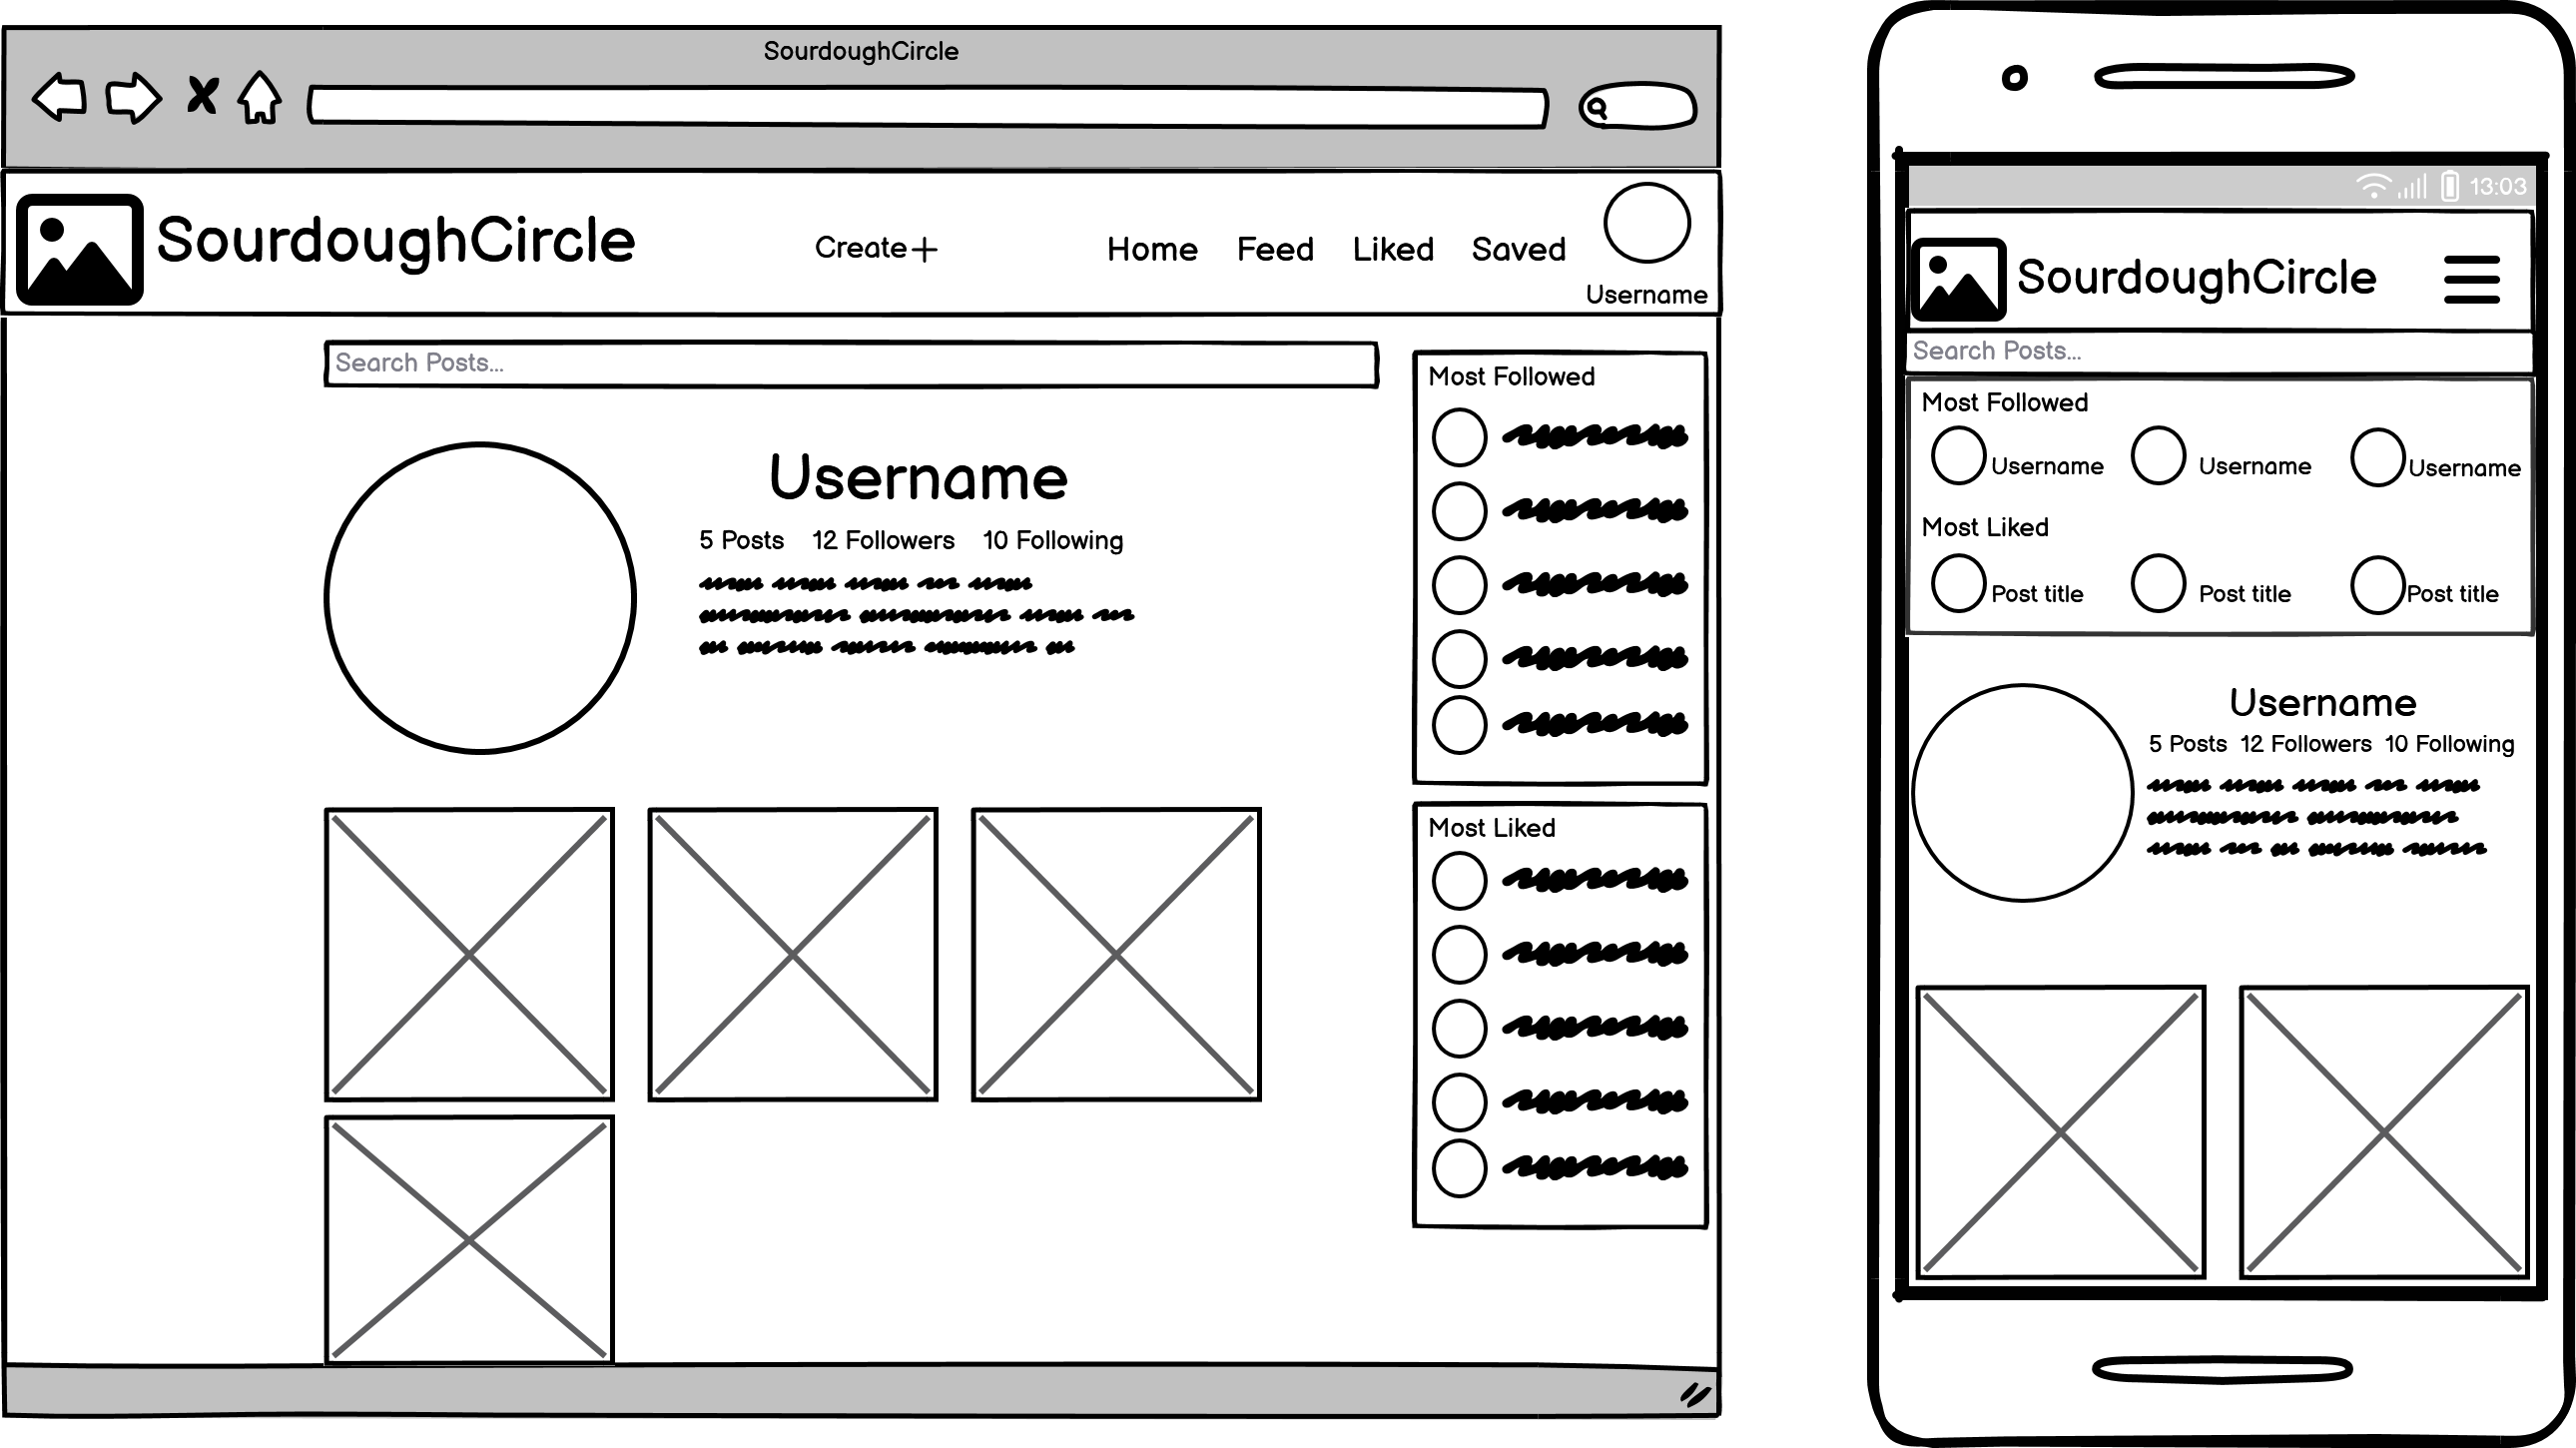 SourdoughCircle
SourdoughCircle
Create+
Home Feed Liked Saved
Username
Search Posts...
Username
5 Posts 12 Followers 10 Following
Most Followed
Most Liked
13:03
SourdoughCircle
Search Posts...
Most Followed
Username Username Username
Most Liked
Post title Post title Post title
Username
5 Posts 12 Followers 10 Following